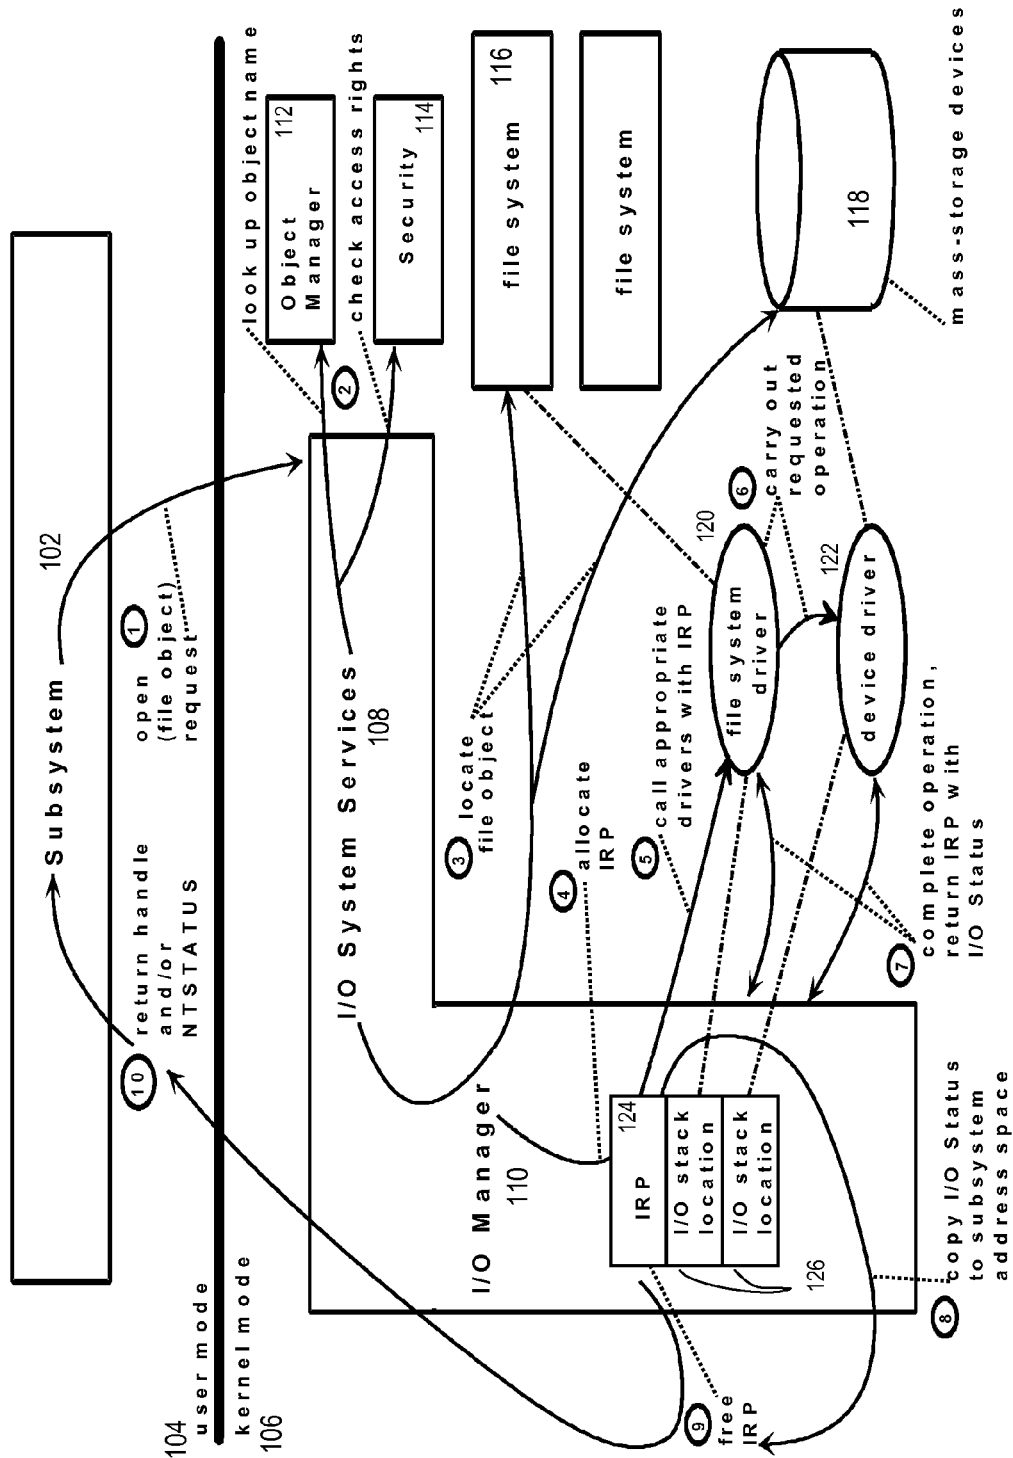 104
user mode
kernel mode
106
Subsystem
102
1
open
(file object)
request
10
return handle
and/or
NTSTATUS
look up object name
Object
Manager
112
2
check access rights
Security
114
I/O System Services
108
I/O Manager
110
3
locate
file object
file system
116
file system
118
mass-storage devices
4
allocate
IRP
5
call appropriate
drivers with IRP
6
carry out
requested
operation
file system
driver
120
device driver
122
IRP
124
I/O stack
location
I/O stack
location
126
7
complete operation,
return IRP with
I/O Status
8
copy I/O Status
to subsystem
address space
9
free
IRP